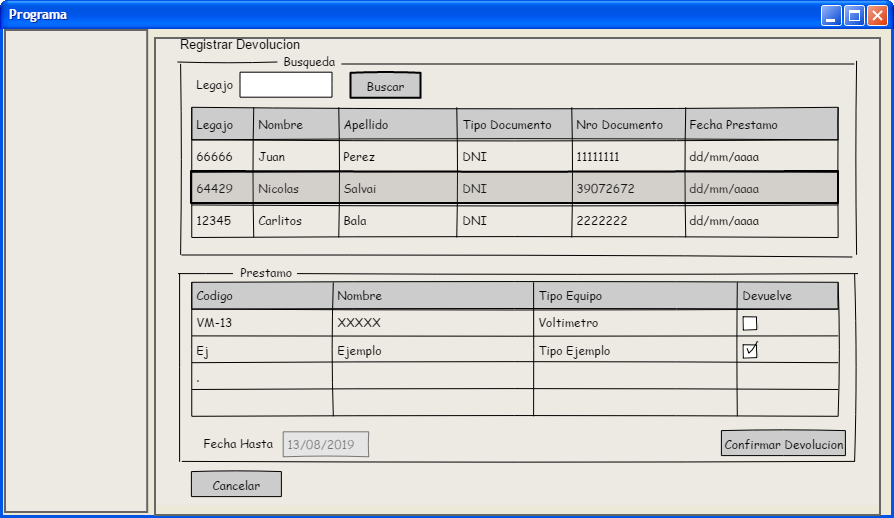 Programa
Registrar Devolucion
Busqueda
Legajo Buscar
Legajo Nombre Apellido Tipo Documento Nro Documento Fecha Prestamo
66666 Juan Perez DNI 11111111 dd/mm/aaaa
64429 Nicolas Salvai DNI 39072672 dd/mm/aaaa
12345 Carlitos Bala DNI 2222222 dd/mm/aaaa
Prestamo
Codigo Nombre Tipo Equipo Devuelve
VM-13 XXXXX Voltimetro
Ej Ejemplo Tipo Ejemplo
.
Fecha Hasta 13/08/2019 Confirmar Devolucion
Cancelar